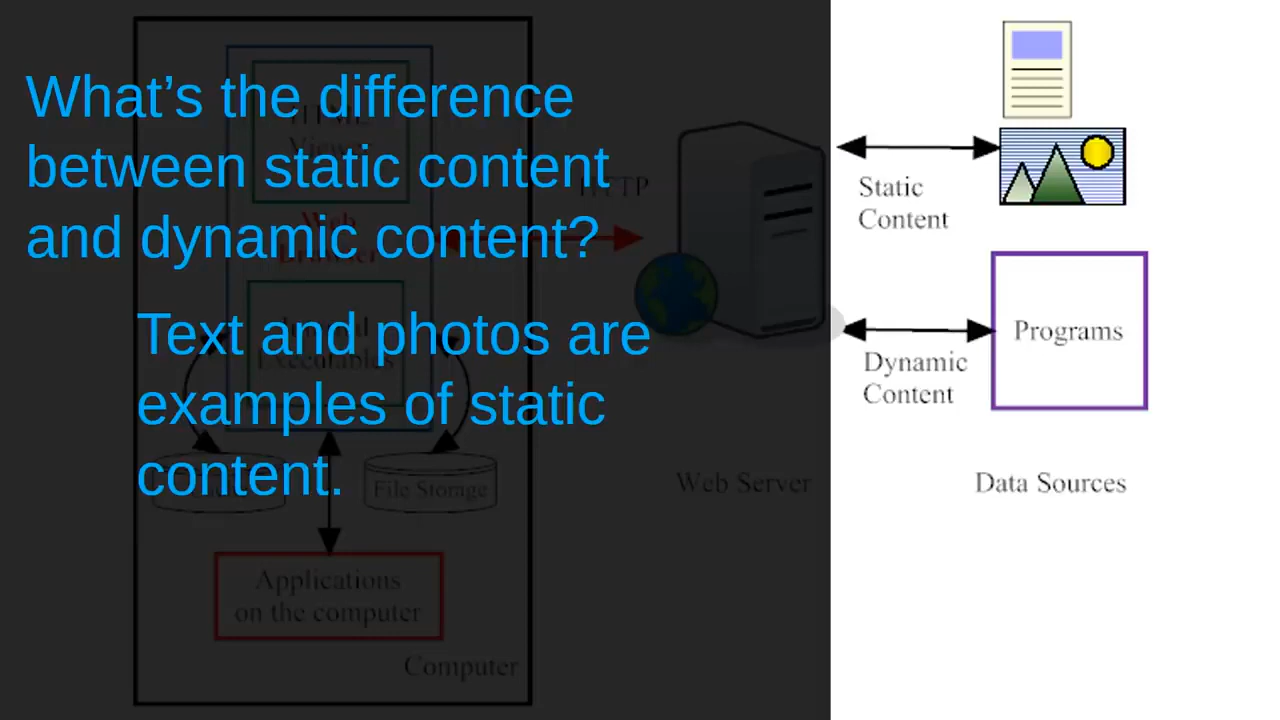 What's the difference
between static content
and dynamic content?
Text and photos are
examples of static
content.
HTTP
Web
File Storage
Applications
on the computer
Computer
Web Server
Static
Content
Programs
Dynamic
Content
Data Sources